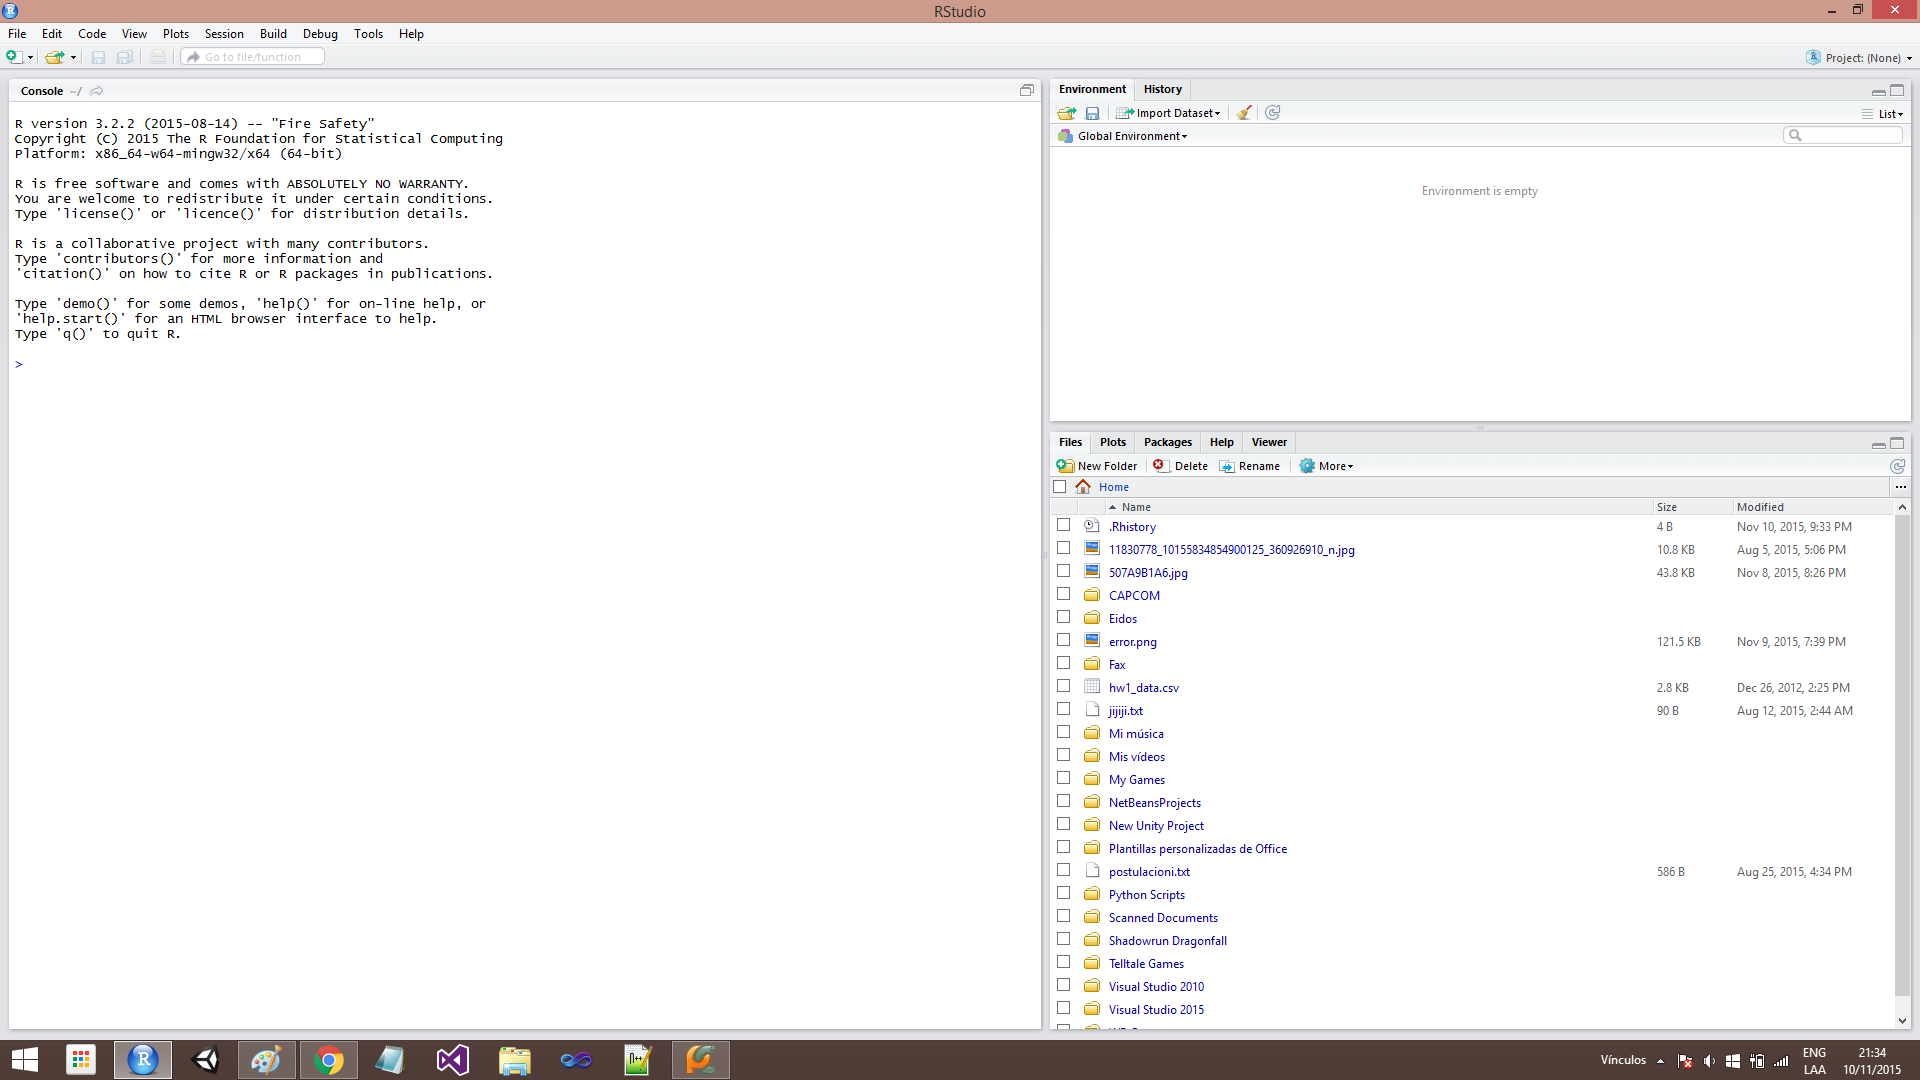 RStudio
File Edit Code View Plots Session Build Debug Tools Help
Go to file/function
Project: (None)
Console ~/
R version 3.2.2 (2015-08-14) -- "Fire Safety"
Copyright (C) 2015 The R Foundation for Statistical Computing
Platform: x86_64-w64-mingw32/x64 (64-bit)
R is free software and comes with ABSOLUTELY NO WARRANTY.
You are welcome to redistribute it under certain conditions.
Type 'license()' or 'licence()' for distribution details.
R is a collaborative project with many contributors.
Type 'contributors()' for more information and
'citation()' on how to cite R or R packages in publications.
Type 'demo()' for some demos, 'help()' for on-line help, or
'help.start()' for an HTML browser interface to help.
Type 'q()' to quit R.
>
Environment History
Import Dataset List
Global Environment
Environment is empty
Files Plots Packages Help Viewer
New Folder Delete Rename More
Home ...
Name Size Modified
.Rhistory 4 B Nov 10, 2015, 9:33 PM
11830778_10155834854900125_360926910_n.jpg 10.8 KB Aug 5, 2015, 5:06 PM
507A9B1A6.jpg 43.8 KB Nov 8, 2015, 8:26 PM
CAPCOM
Eidos
error.png 121.5 KB Nov 9, 2015, 7:39 PM
Fax
hw1_data.csv 2.8 KB Dec 26, 2012, 2:25 PM
jijiji.txt 90 B Aug 12, 2015, 2:44 AM
Mi música
Mis vídeos
My Games
NetBeansProjects
New Unity Project
Plantillas personalizadas de Office
postulacioni.txt 586 B Aug 25, 2015, 4:34 PM
Python Scripts
Scanned Documents
Shadowrun Dragonfall
Telltale Games
Visual Studio 2010
Visual Studio 2015
Vínculos ENG 21:34
LAA 10/11/2015